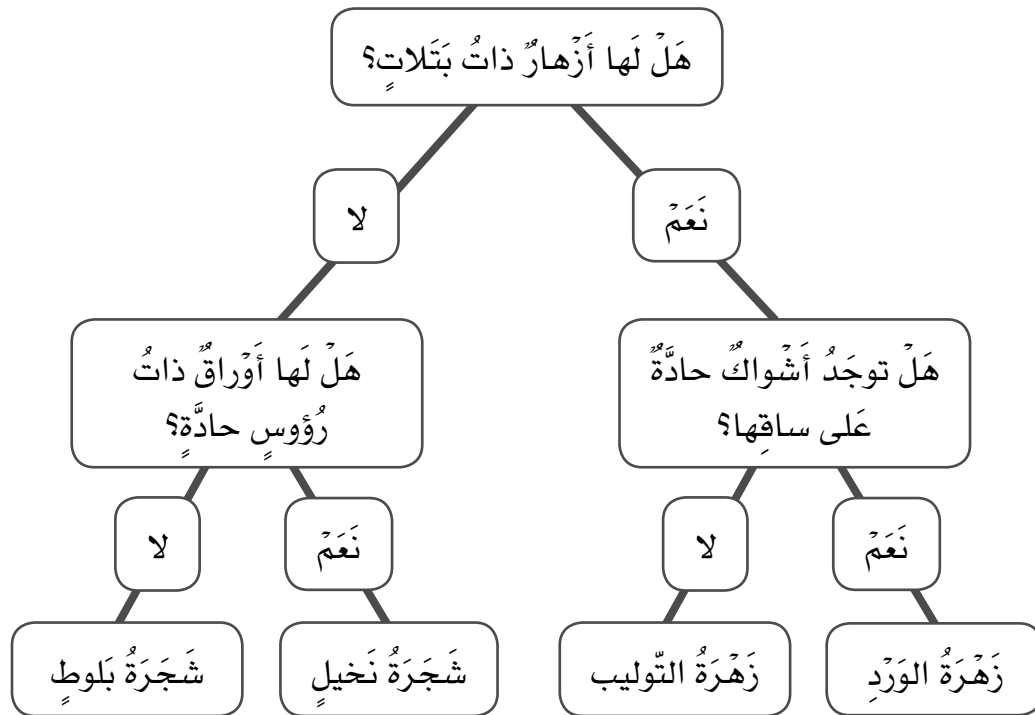 هَلْ لَها أَزْهارٌ ذاتُ بَتَلاتٍ؟
نَعَمْ
لا
هَلْ توجَدُ أَشْواكٌ حادَّةٌ
عَلى ساقِها؟
هَلْ لَها أَوْراقٌ ذاتُ
رُؤوسٍ حادَّةٍ؟
نَعَمْ
لا
نَعَمْ
لا
زَهْرَةُ الوَرْدِ
زَهْرَةُ التّوليب
شَجَرَةُ نَخيلٍ
شَجَرَةُ بَلوطٍ